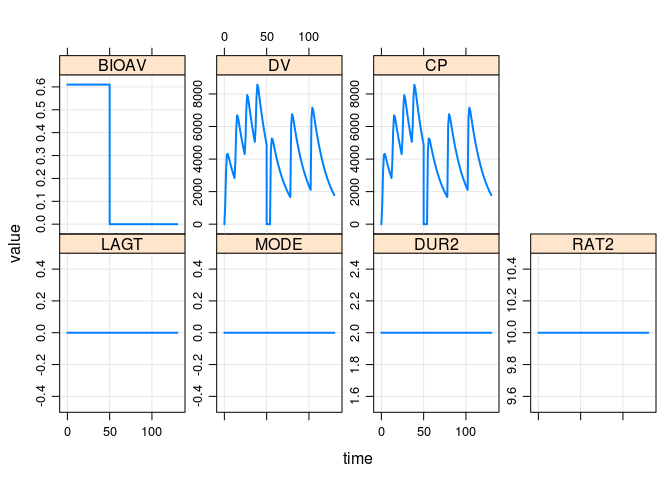 0 50 100
BIOAV DV CP
0.0 0.1 0.2 0.3 0.4 0.5 0.6
0 2000 4000 6000 8000
0 2000 4000 6000 8000
value
LAGT MODE DUR2 RAT2
-0.4 -0.2 0.0 0.2 0.4
-0.4 -0.2 0.0 0.2 0.4
1.6 1.8 2.0 2.2 2.4
9.6 9.8 10.0 10.2 10.4
0 50 100 0 50 100
time